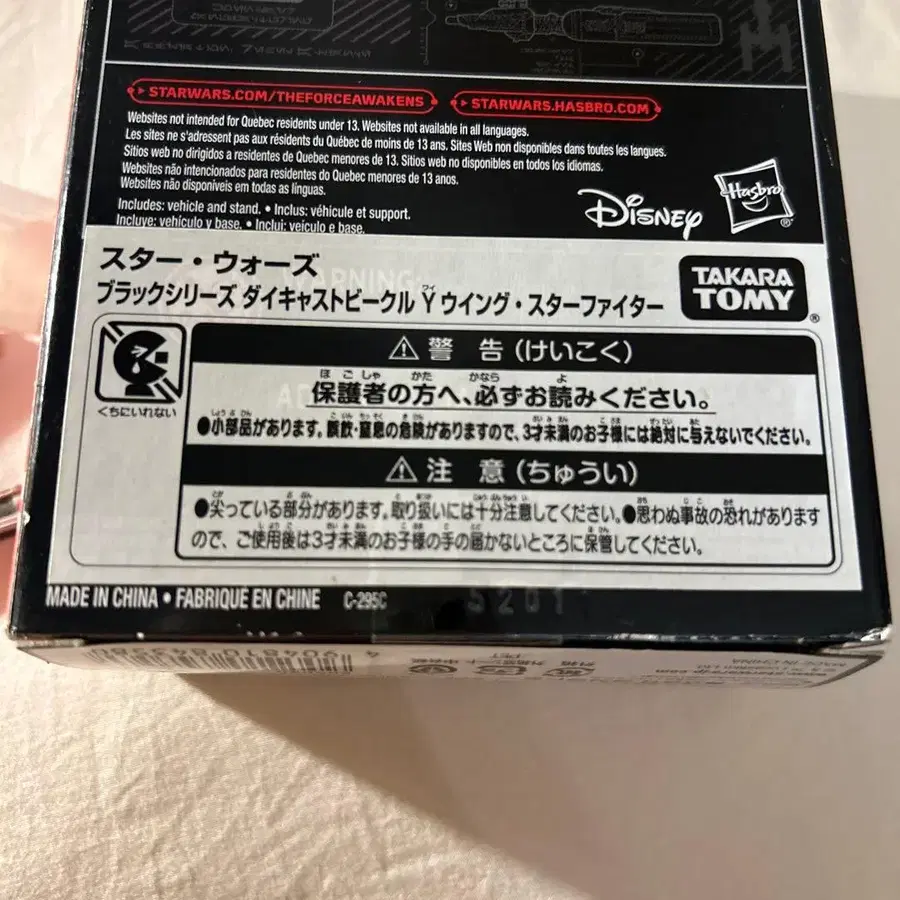 STARWARS.COM/THEFORCEAWAKENS
STARWARS.HASBRO.COM
Websites not intended for Quebec residents under 13. Websites not available in all languages.
Les sites ne s'adressent pas aux résidents du Québec de moins de 13 ans. Sites Web non disponibles dans toutes les langues.
Sitios web no dirigidos a residentes de Quebec menores de 13. Sitios web no disponibles en todos los idiomas.
Websites não intencionados para residentes do Quebec menores de 13 anos.
Websites não disponíveis em todas as línguas.
Includes: vehicle and stand. • Inclus: véhicule et support.
Incluye: vehículo y base. • Inclui: veículo e base.
Disney
Hasbro®
スター・ウォーズ
ブラックシリーズ ダイキャストビークル Yワイウイング・スターファイター
TAKARA
TOMY®
くちにいれない
⚠警 告(けいこく)
保護者の方へ、必ずお読みください。
●小部品があります。誤飲・窒息の危険がありますので、3才未満のお子様には絶対に与えないでください。
⚠注 意(ちゅうい)
●尖っている部分があります。取り扱いには十分注意してください。●思わぬ事故の恐れがあります
ので、ご使用後は3才未満のお子様の手の届かないところに保管してください。
MADE IN CHINA • FABRIQUÉ EN CHINE C-295C
5201
4904810843580